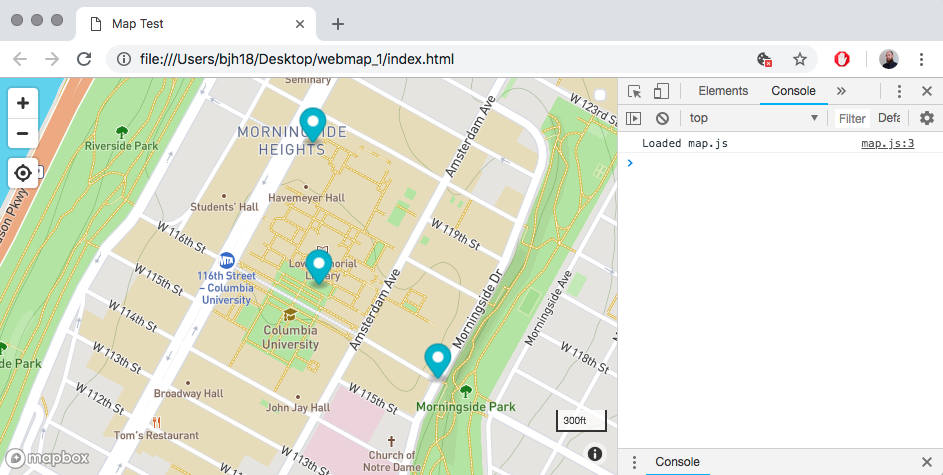 Map Test
file:///Users/bjh18/Desktop/webmap_1/index.html
Elements
Console
top
Filter
Defa
Loaded map.js
map.js:3
Console
Seminary
MORNINGSIDE
HEIGHTS
Riverside Park
Amsterdam Ave
W 123rd St
Students' Hall
Havemeyer Hall
W 116th St
W 119th St
116th Street
– Columbia
University
Low Memorial
Library
W 115th St
Amsterdam Ave
Morningside Dr
Morningside Ave
W 114th St
Columbia
University
W 118th St
W 113th St
W 112th St
Broadway Hall
John Jay Hall
W 115th St
Morningside Park
Tom's Restaurant
Church of
Notre Dame
300ft
son Pkwy
de Park
mapbox